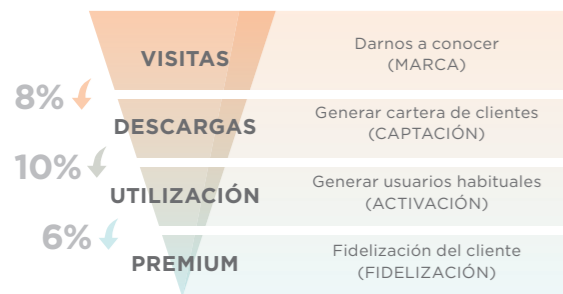 VISITAS
Darnos a conocer
(MARCA)
8%
DESCARGAS
Generar cartera de clientes
(CAPTACIÓN)
10%
UTILIZACIÓN
Generar usuarios habituales
(ACTIVACIÓN)
6%
PREMIUM
Fidelización del cliente
(FIDELIZACIÓN)